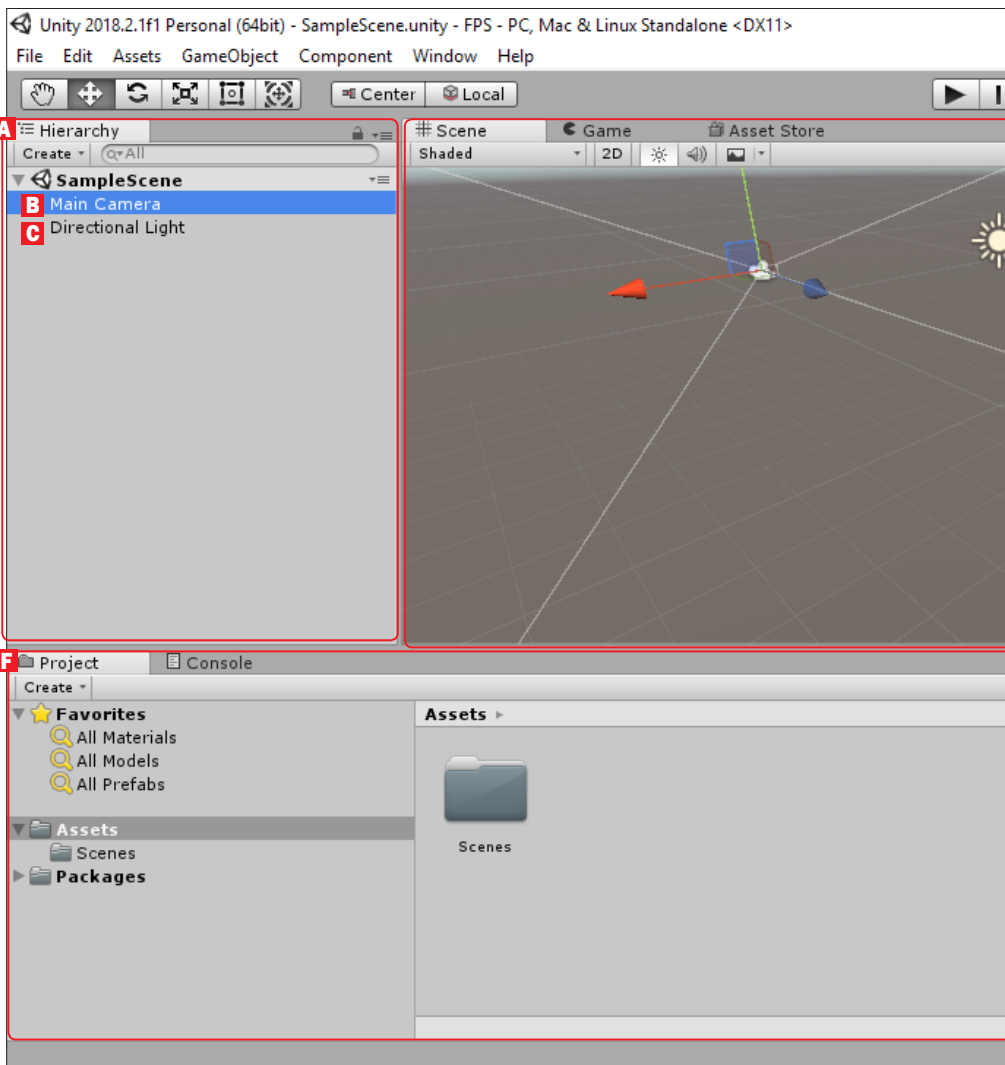 Unity 2018.2.1f1 Personal (64bit) - SampleScene.unity - FPS - PC, Mac & Linux Standalone <DX11>
File Edit Assets GameObject Component Window Help
Center Local
A Hierarchy
Create All
SampleScene
B Main Camera
C Directional Light
Scene Game Asset Store
Shaded 2D
F Project Console
Create
Favorites
All Materials
All Models
All Prefabs
Assets
Scenes
Packages
Assets
Scenes